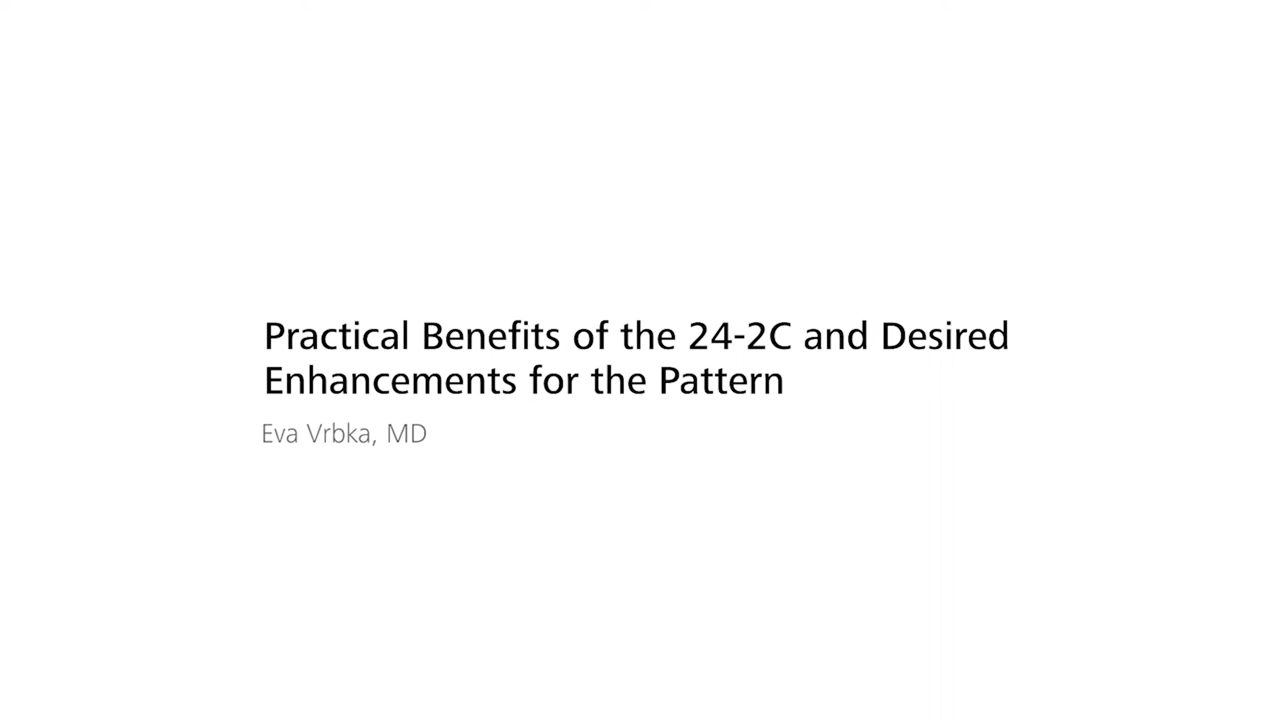 Practical Benefits of the 24-2C and Desired
Enhancements for the Pattern
Eva Vrbka, MD